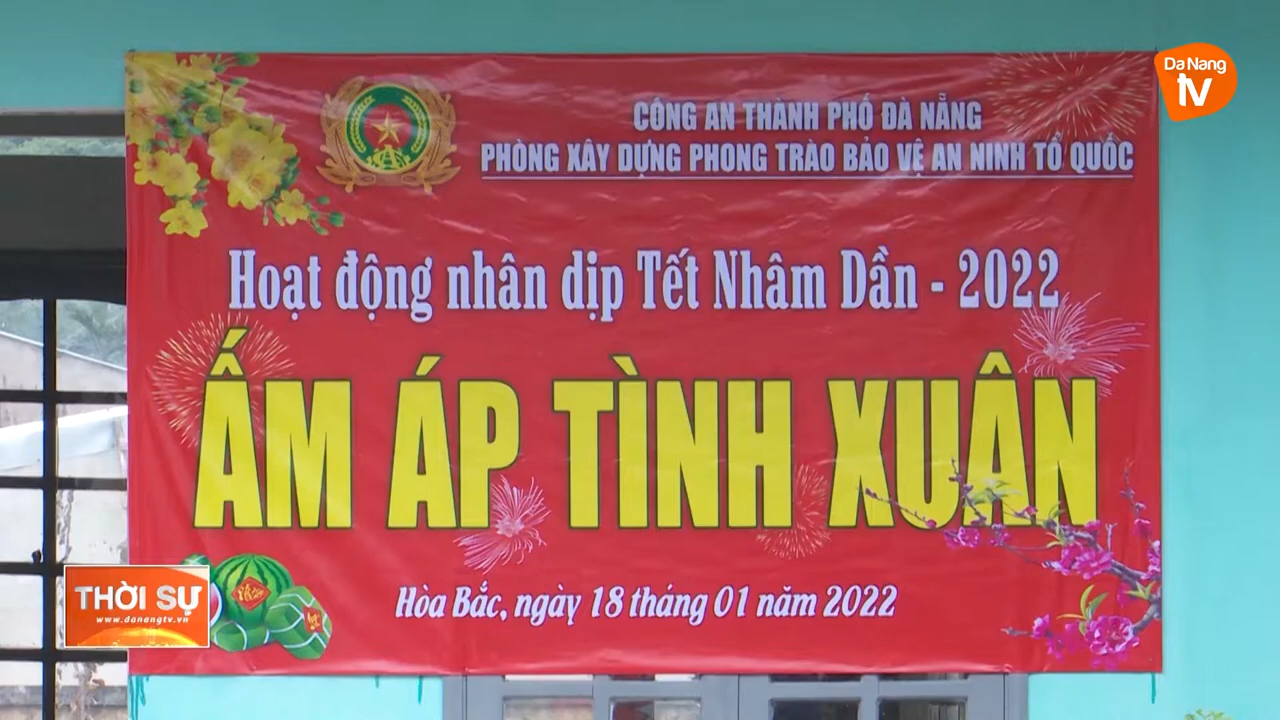 Da Nang
tv
CÔNG AN THÀNH PHỐ ĐÀ NẴNG
PHÒNG XÂY DỰNG PHONG TRÀO BẢO VỆ AN NINH TỔ QUỐC
Hoạt động nhân dịp Tết Nhâm Dần - 2022
ẤM ÁP TÌNH XUÂN
Hòa Bắc, ngày 18 tháng 01 năm 2022
THỜI SỰ
www.danangtv.vn